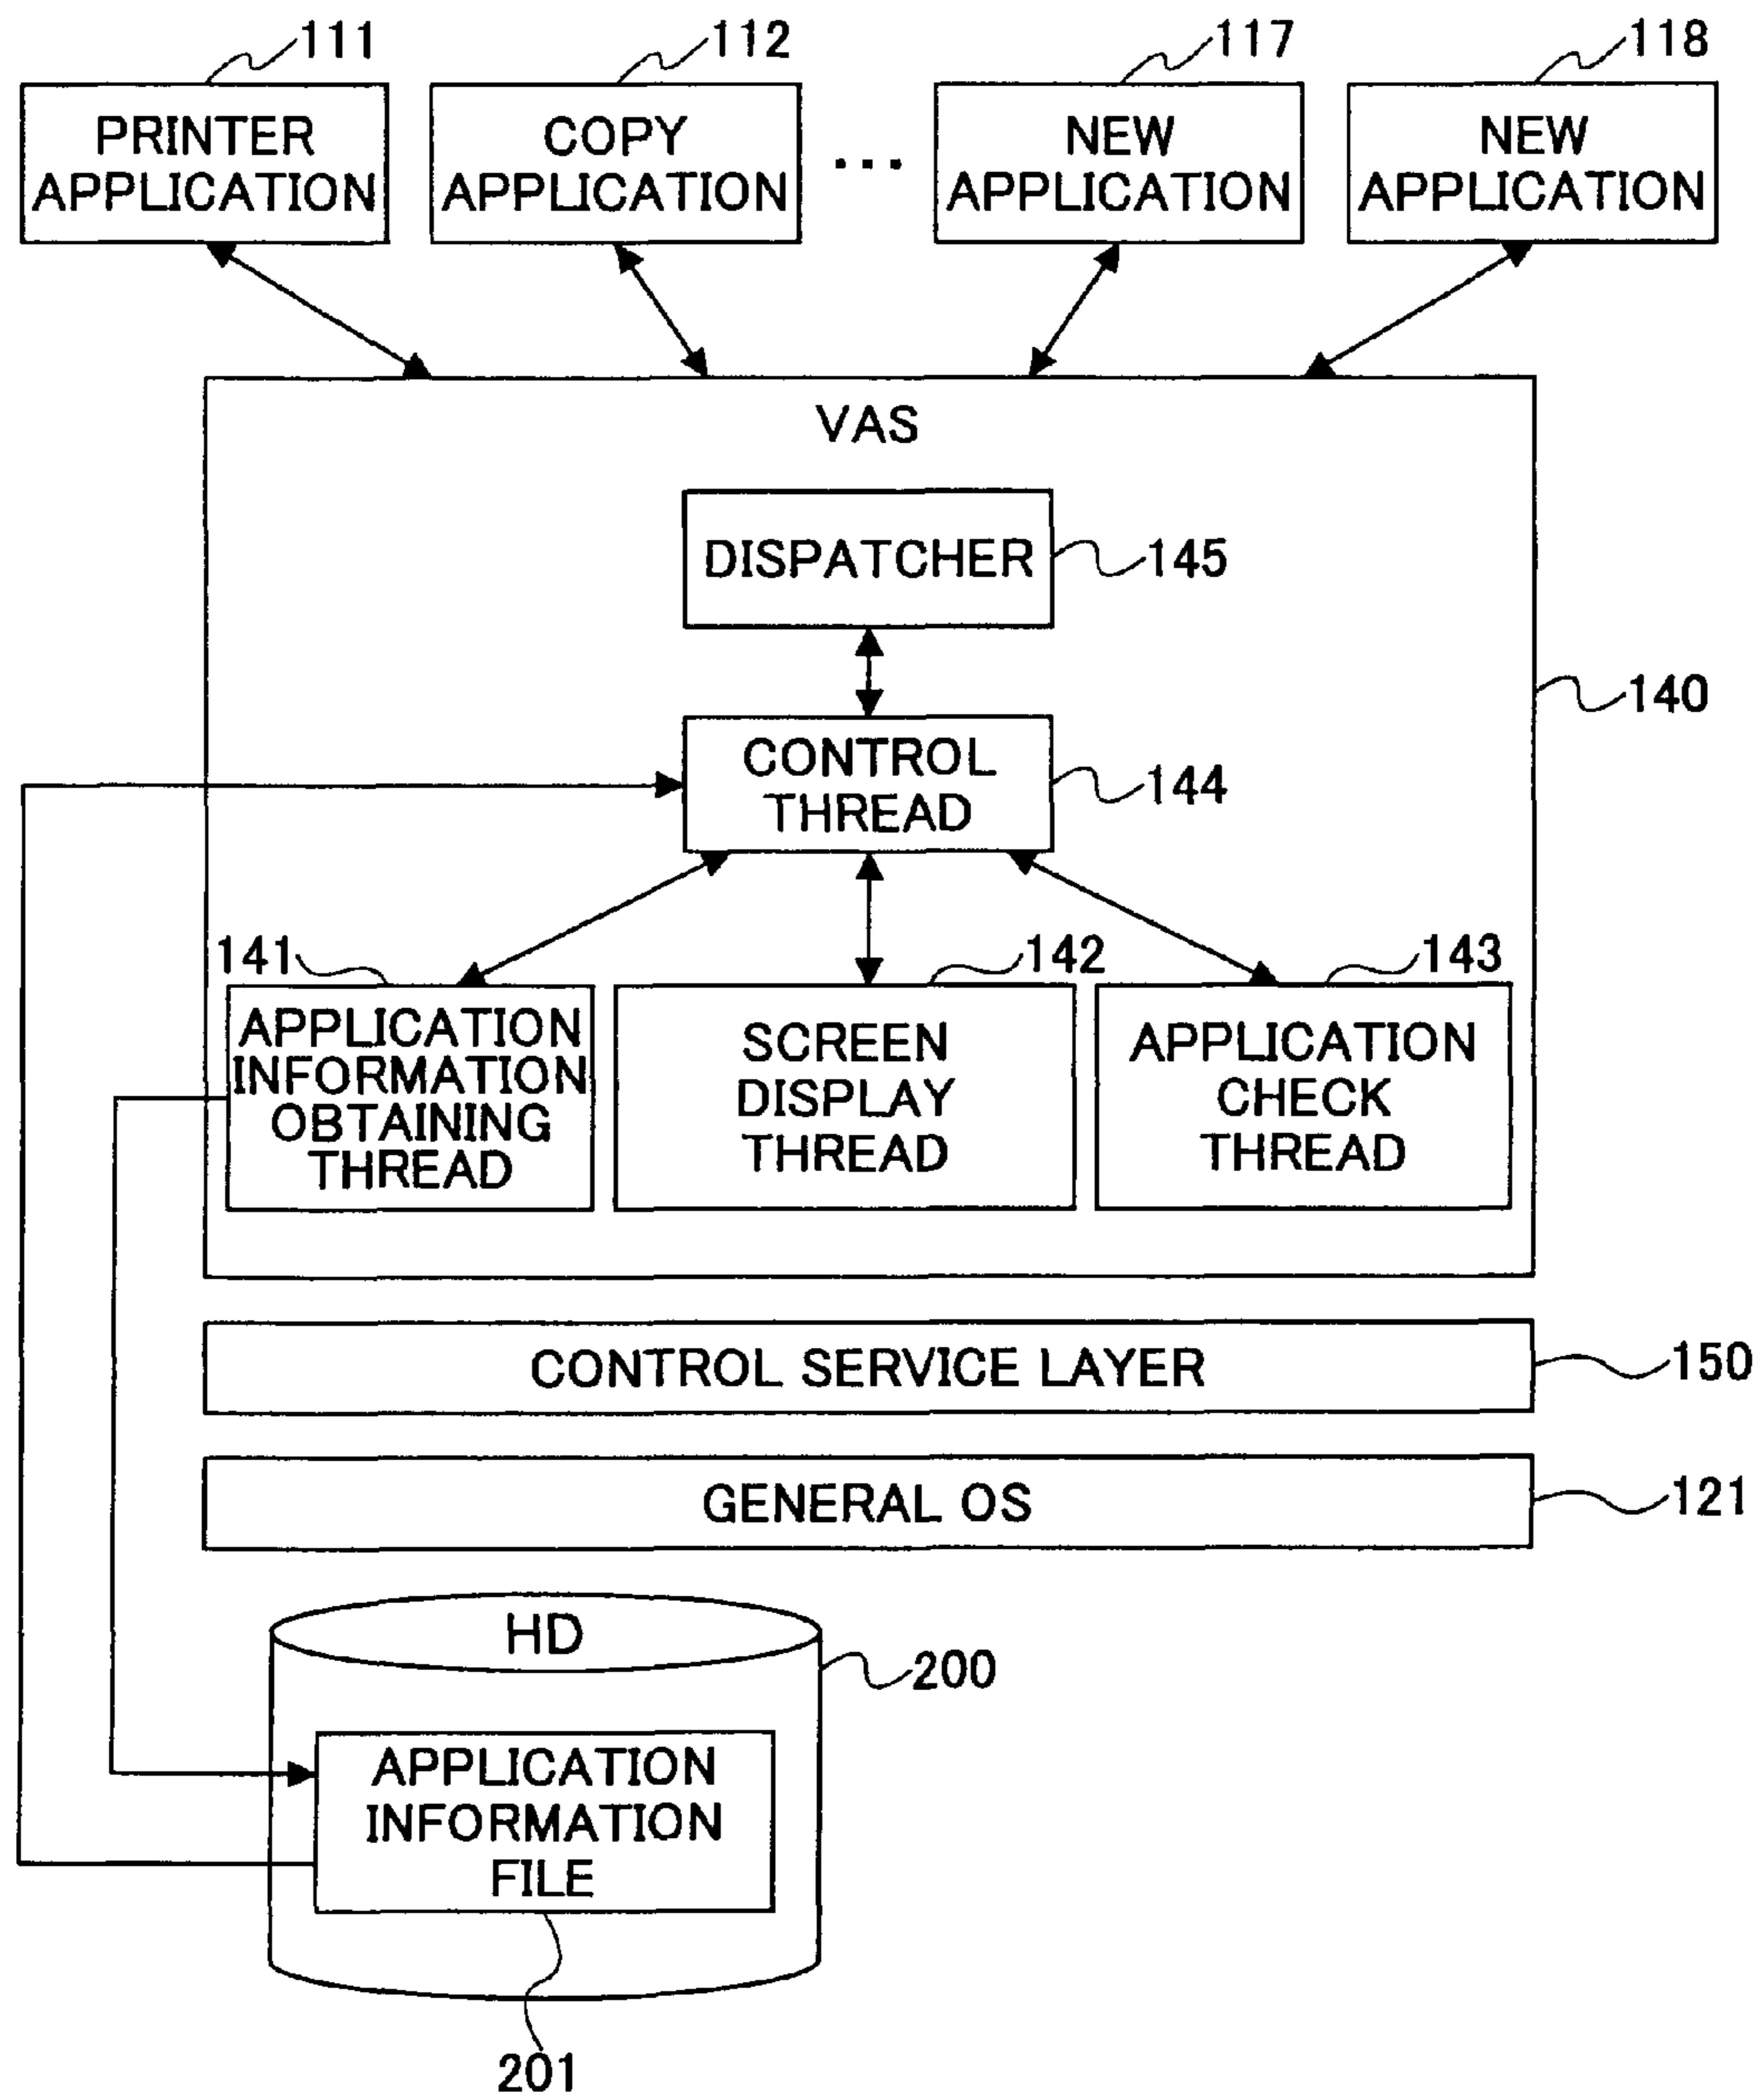 111
112
117
118
PRINTER
APPLICATION
COPY
APPLICATION
...
NEW
APPLICATION
NEW
APPLICATION
VAS
DISPATCHER
145
140
CONTROL
THREAD
144
141
142
143
APPLICATION
INFORMATION
OBTAINING
THREAD
SCREEN
DISPLAY
THREAD
APPLICATION
CHECK
THREAD
CONTROL SERVICE LAYER
150
GENERAL OS
121
HD
200
APPLICATION
INFORMATION
FILE
201